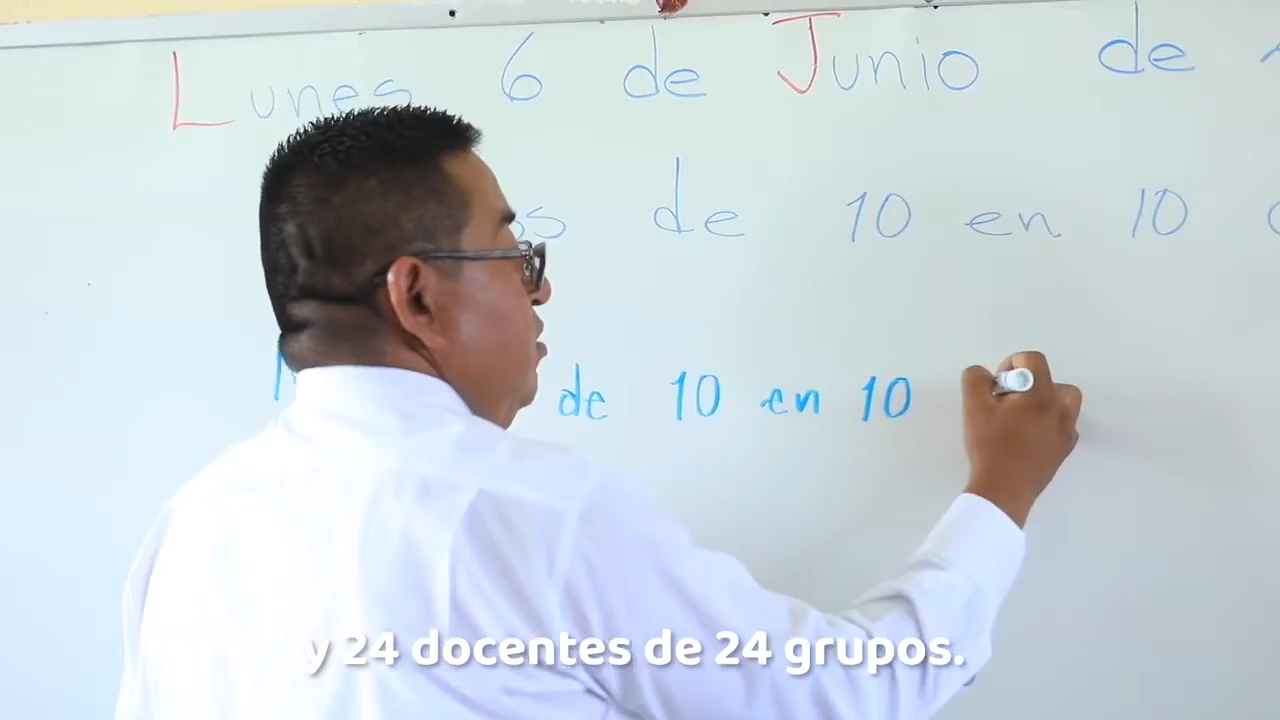 Lunes 6 de Junio de
de 10 en 10
de 10 en 10
y 24 docentes de 24 grupos.